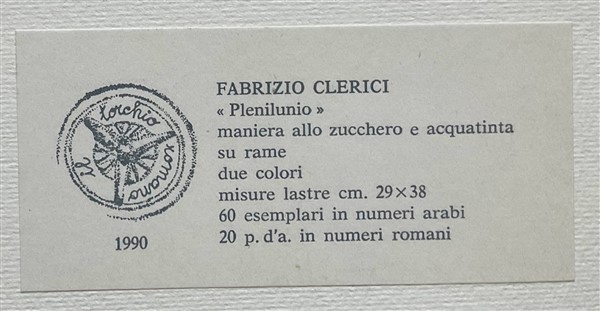 il torchio romano
1990
FABRIZIO CLERICI
« Plenilunio »
maniera allo zucchero e acquatinta
su rame
due colori
misure lastre cm. 29×38
60 esemplari in numeri arabi
20 p. d'a. in numeri romani